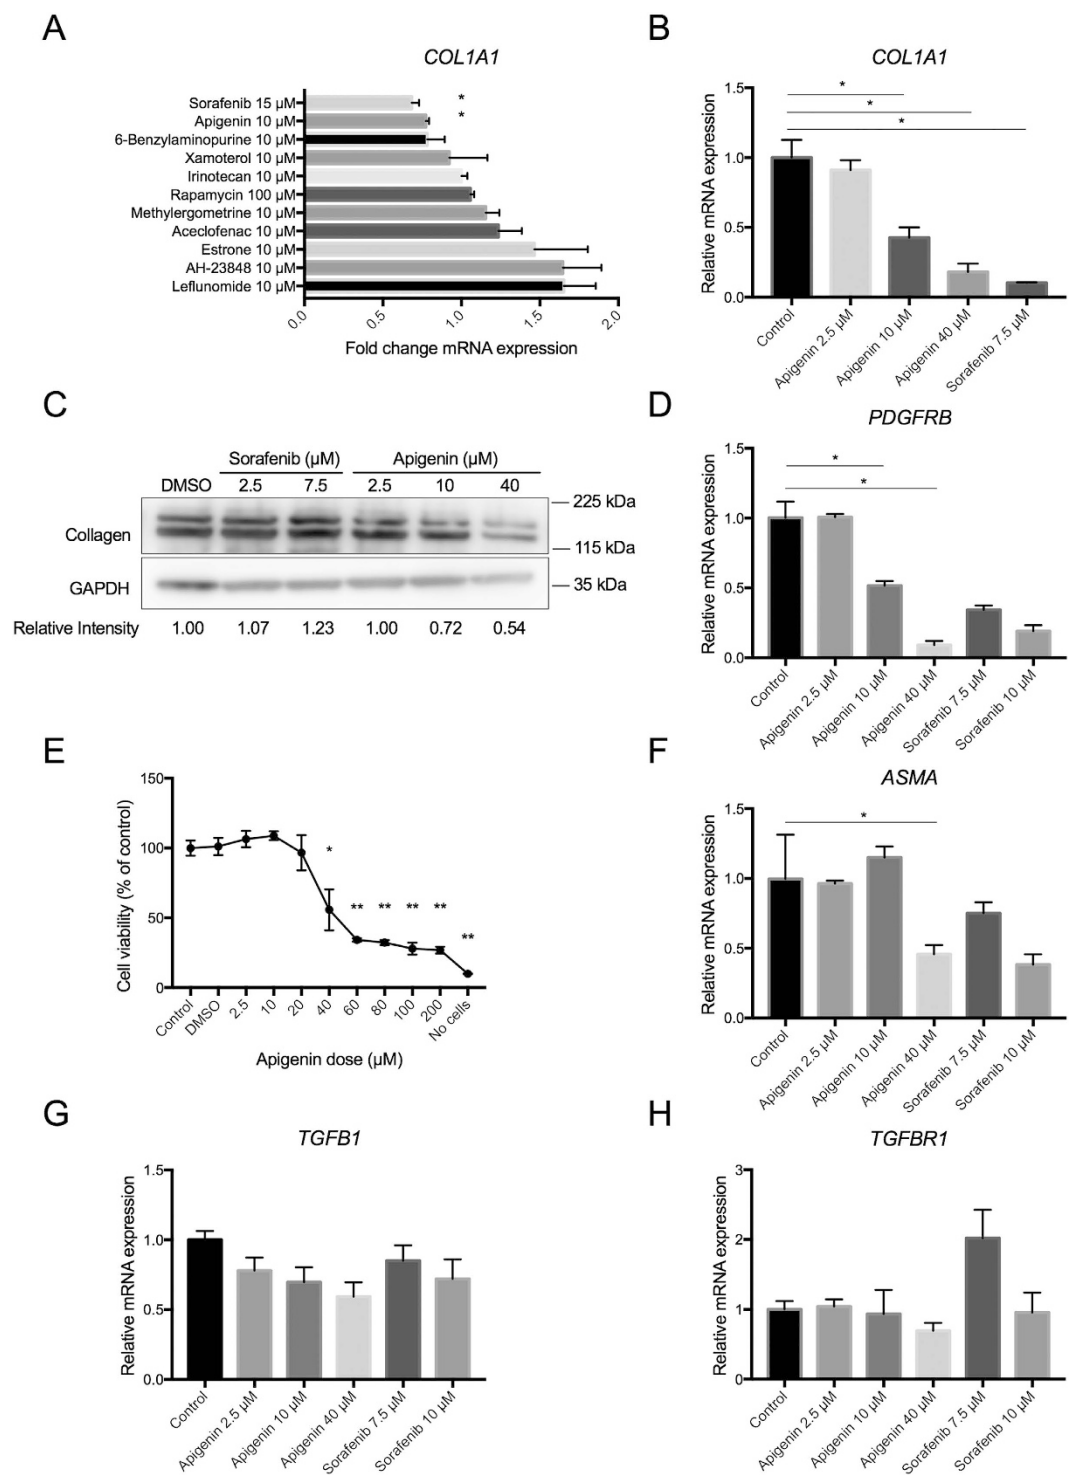 A
COL1A1
Sorafenib 15 μM
*
Apigenin 10 μM
*
6-Benzylaminopurine 10 μM
Xamoterol 10 μM
Irinotecan 10 μM
Rapamycin 100 μM
Methylergometrine 10 μM
Aceclofenac 10 μM
Estrone 10 μM
AH-23848 10 μM
Leflunomide 10 μM
0.0 0.5 1.0 1.5 2.0
Fold change mRNA expression
B
COL1A1
Relative mRNA expression
1.5
1.0
0.5
0.0
*
*
*
Control
Apigenin 2.5 μM
Apigenin 10 μM
Apigenin 40 μM
Sorafenib 7.5 μM
C
Sorafenib (μM) Apigenin (μM)
DMSO 2.5 7.5 2.5 10 40
225 kDa
Collagen
115 kDa
GAPDH
35 kDa
Relative Intensity 1.00 1.07 1.23 1.00 0.72 0.54
D
PDGFRB
Relative mRNA expression
1.5
1.0
0.5
0.0
*
*
Control
Apigenin 2.5 μM
Apigenin 10 μM
Apigenin 40 μM
Sorafenib 7.5 μM
Sorafenib 10 μM
E
Cell viability (% of control)
150
100
50
0
* ** ** ** ** **
Control
DMSO
2.5
10
20
40
60
80
100
200
No cells
Apigenin dose (μM)
F
ASMA
Relative mRNA expression
1.5
1.0
0.5
0.0
*
Control
Apigenin 2.5 μM
Apigenin 10 μM
Apigenin 40 μM
Sorafenib 7.5 μM
Sorafenib 10 μM
G
TGFB1
Relative mRNA expression
1.5
1.0
0.5
0.0
Control
Apigenin 2.5 μM
Apigenin 10 μM
Apigenin 40 μM
Sorafenib 7.5 μM
Sorafenib 10 μM
H
TGFBR1
Relative mRNA expression
3
2
1
0
Control
Apigenin 2.5 μM
Apigenin 10 μM
Apigenin 40 μM
Sorafenib 7.5 μM
Sorafenib 10 μM